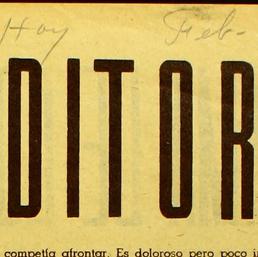 Hoy Feb-
DITOR
competía afrontar. Es doloroso pero poco i